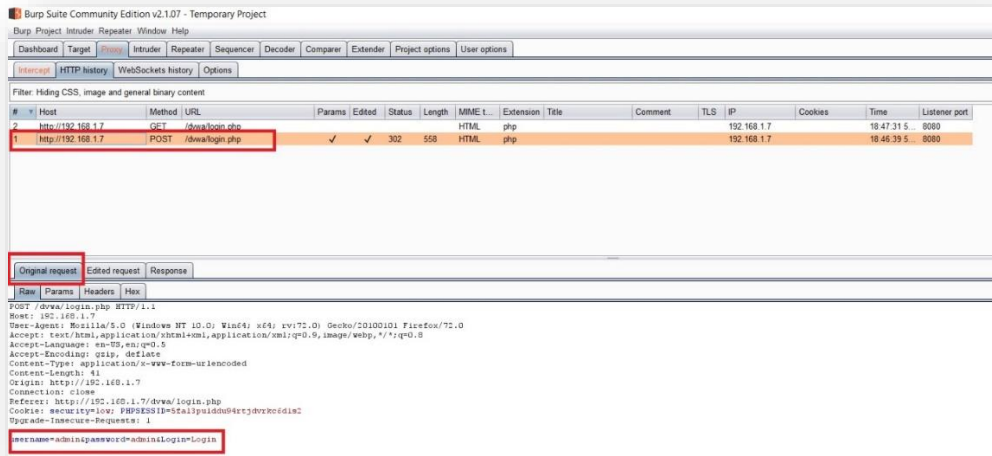 Burp Suite Community Edition v2.1.07 - Temporary Project
Burp Project Intruder Repeater Window Help
Dashboard Target Proxy Intruder Repeater Sequencer Decoder Comparer Extender Project options User options
Intercept HTTP history WebSockets history Options
Filter: Hiding CSS, image and general binary content
# Host Method URL Params Edited Status Length MIME t... Extension Title Comment TLS IP Cookies Time Listener port
2 http://192.168.1.7 GET /dvwa/login.php HTML php 192.168.1.7 18:47:31 5... 8080
1 http://192.168.1.7 POST /dvwa/login.php ✓ ✓ 302 558 HTML php 192.168.1.7 18:46:39 5... 8080
Original request Edited request Response
Raw Params Headers Hex
POST /dvwa/login.php HTTP/1.1
Host: 192.168.1.7
User-Agent: Mozilla/5.0 (Windows NT 10.0; Win64; x64; rv:72.0) Gecko/20100101 Firefox/72.0
Accept: text/html,application/xhtml+xml,application/xml;q=0.9,image/webp,*/*;q=0.8
Accept-Language: en-US,en;q=0.5
Accept-Encoding: gzip, deflate
Content-Type: application/x-www-form-urlencoded
Content-Length: 41
Origin: http://192.168.1.7
Connection: close
Referer: http://192.168.1.7/dvwa/login.php
Cookie: security=low;
Upgrade-Insecure-Requests: 1
username=admin&password=admin&Login=Login